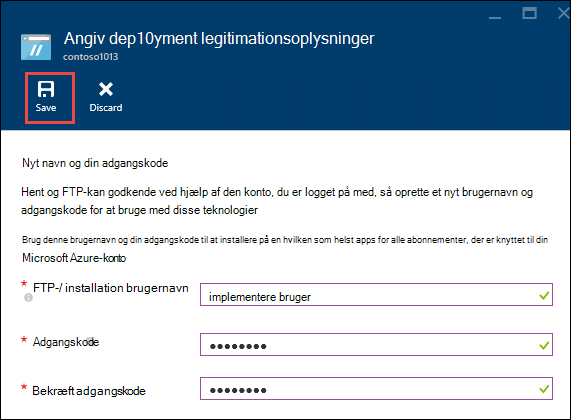 Angiv dep10yment legitimationsoplysninger
contoso1013
Save
Discard
Nyt navn og din adgangskode
Hent og FTP-kan godkende ved hjælp af den konto, du er logget på med, så oprette et nyt brugernavn og
adgangskode for at bruge med disse teknologier
Brug denne brugernavn og din adgangskode til at installere på en hvilken som helst apps for alle abonnementer, der er knyttet til din
Microsoft Azure-konto
* FTP-/ installation brugernavn
implementere bruger
* Adgangskode
* Bekræft adgangskode